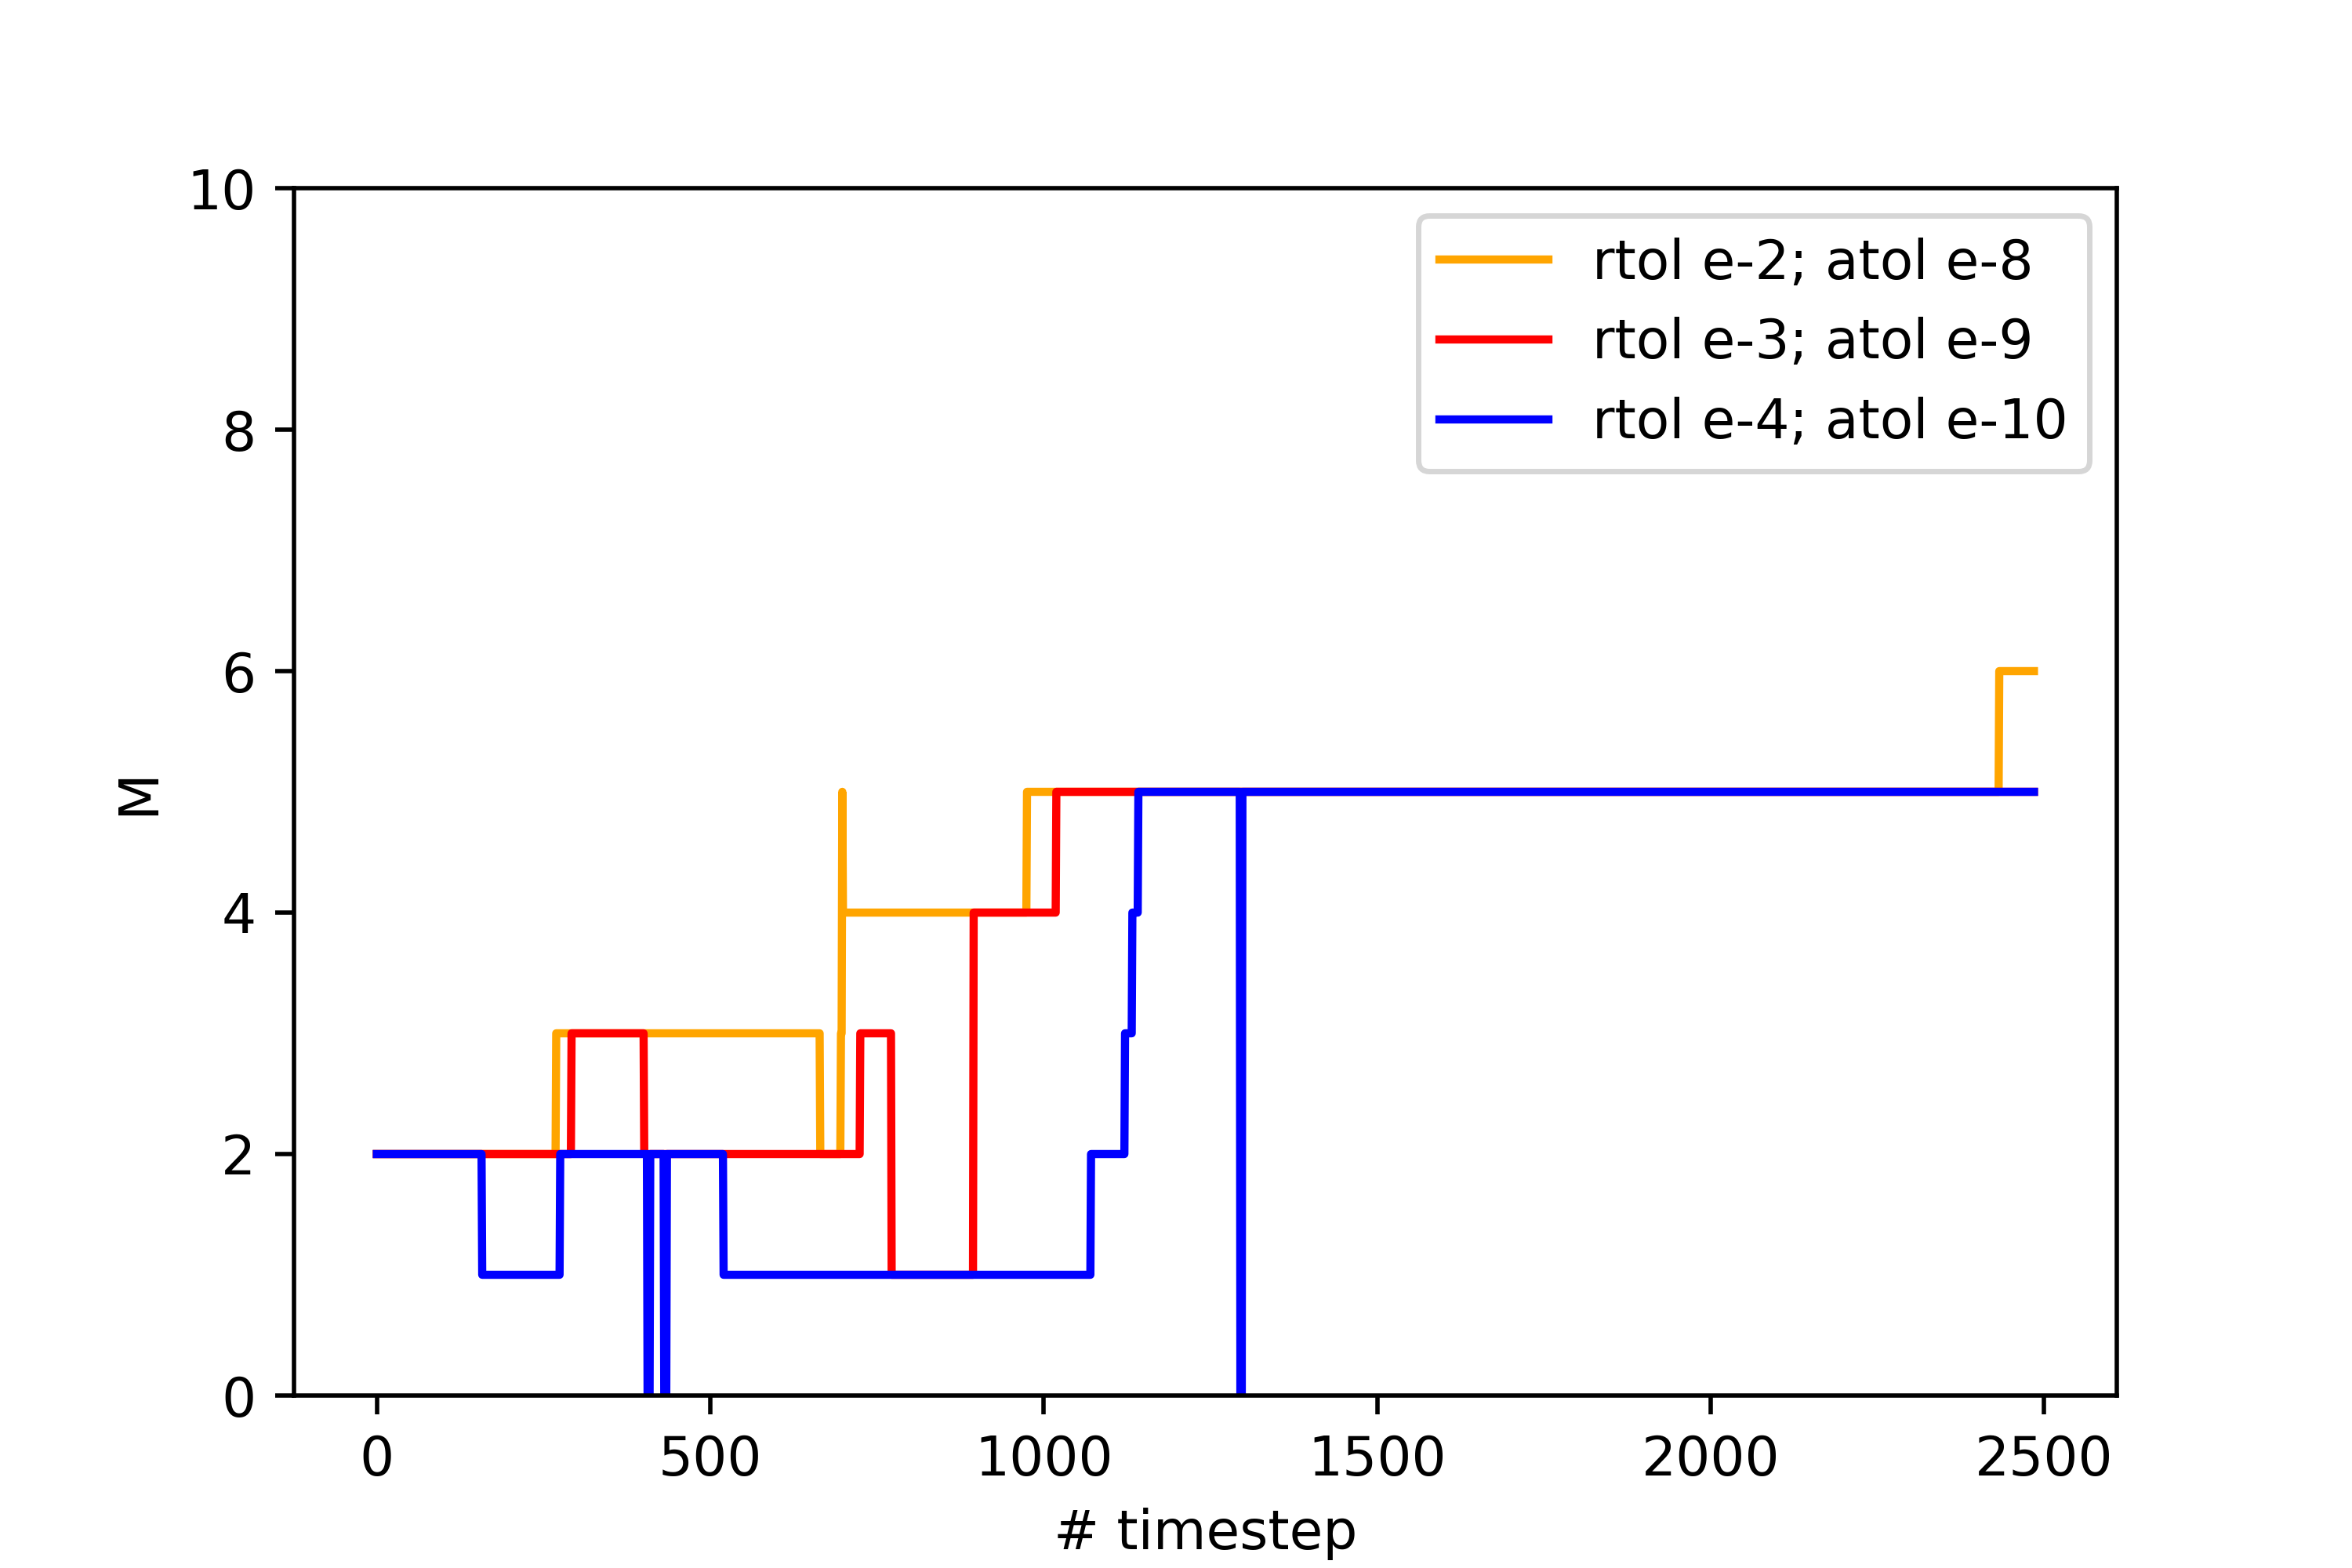 10
8
6
4
2
0
M
rtol e-2; atol e-8
rtol e-3; atol e-9
rtol e-4; atol e-10
0 500 1000 1500 2000 2500
# timestep